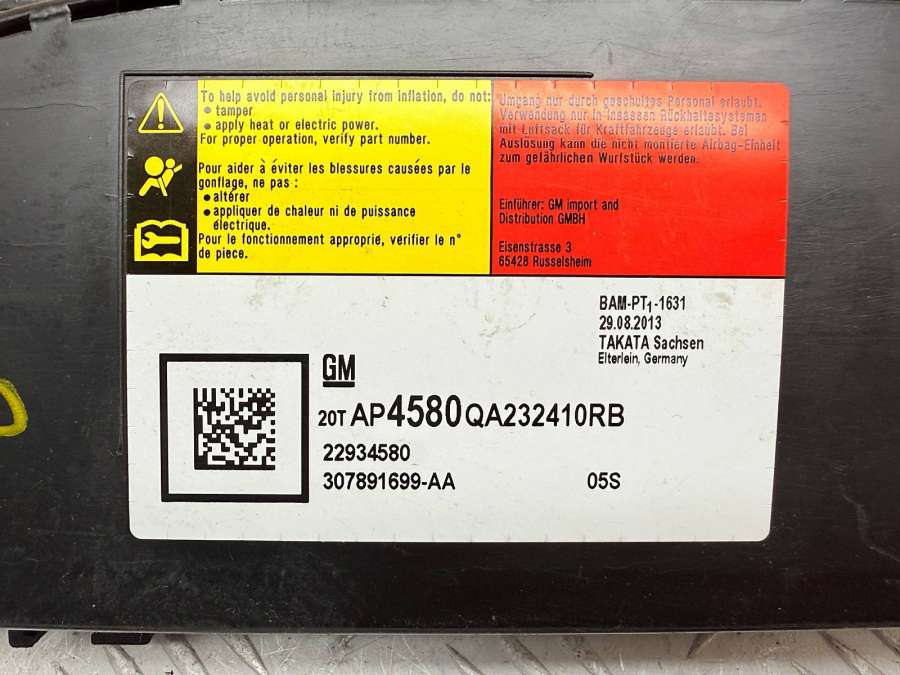 To help avoid personal injury from inflation, do not:
• tamper
• apply heat or electric power.
For proper operation, verify part number.
Pour aider à éviter les blessures causées par le
gonflage, ne pas :
• altérer
• appliquer de chaleur ni de puissance
électrique.
Pour le fonctionnement approprié, vérifier le n°
de piece.
Umgang nur durch geschultes Personal erlaubt.
Verwendung nur in Insassen Rückhaltesystemen
mit Luftsack für Kraftfahrzeuge erlaubt. Bei
Auslösung kann die nicht montierte Airbag-Einheit
zum gefährlichen Wurfstück werden.
Einführer: GM import and
Distribution GMBH
Eisenstrasse 3
65428 Russelsheim
BAM-PT₁-1631
29.08.2013
TAKATA Sachsen
Elterlein, Germany
GM
20T AP4580QA232410RB
22934580
307891699-AA 05S